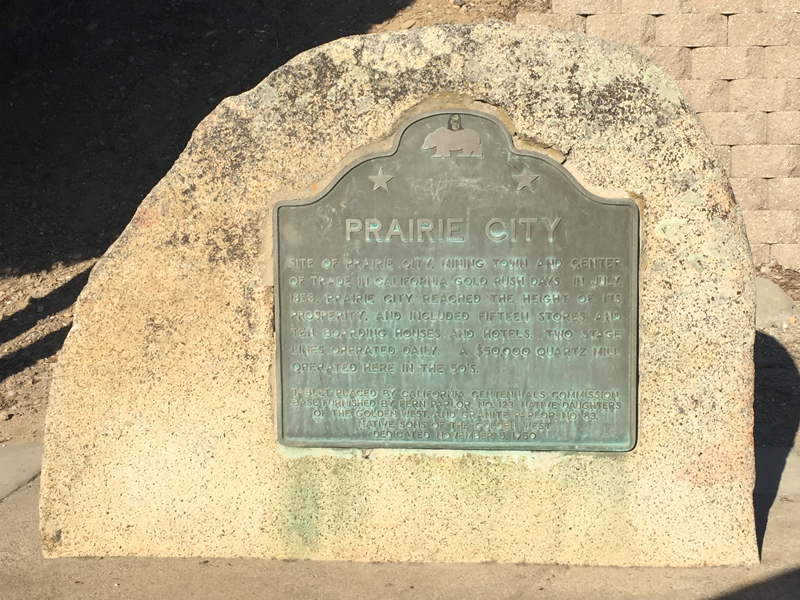 PRAIRIE CITY
SITE OF PRAIRIE CITY, MINING TOWN AND CENTER
OF TRADE IN CALIFORNIA GOLD RUSH DAYS. IN JULY,
1853, PRAIRIE CITY REACHED THE HEIGHT OF ITS
PROSPERITY, AND INCLUDED FIFTEEN STORES AND
TEN BOARDING HOUSES AND HOTELS. TWO STAGE
LINES OPERATED DAILY. A $50,000 QUARTZ MILL
OPERATED HERE IN THE 50'S.
TABLET PLACED BY CALIFORNIA CENTENNIALS COMMISSION
BASE FURNISHED BY FERN PARLOR NO. 123, NATIVE DAUGHTERS
OF THE GOLDEN WEST AND GRANITE PARLOR NO. 83,
NATIVE SONS OF THE GOLDEN WEST
DEDICATED NOVEMBER 5, 1950